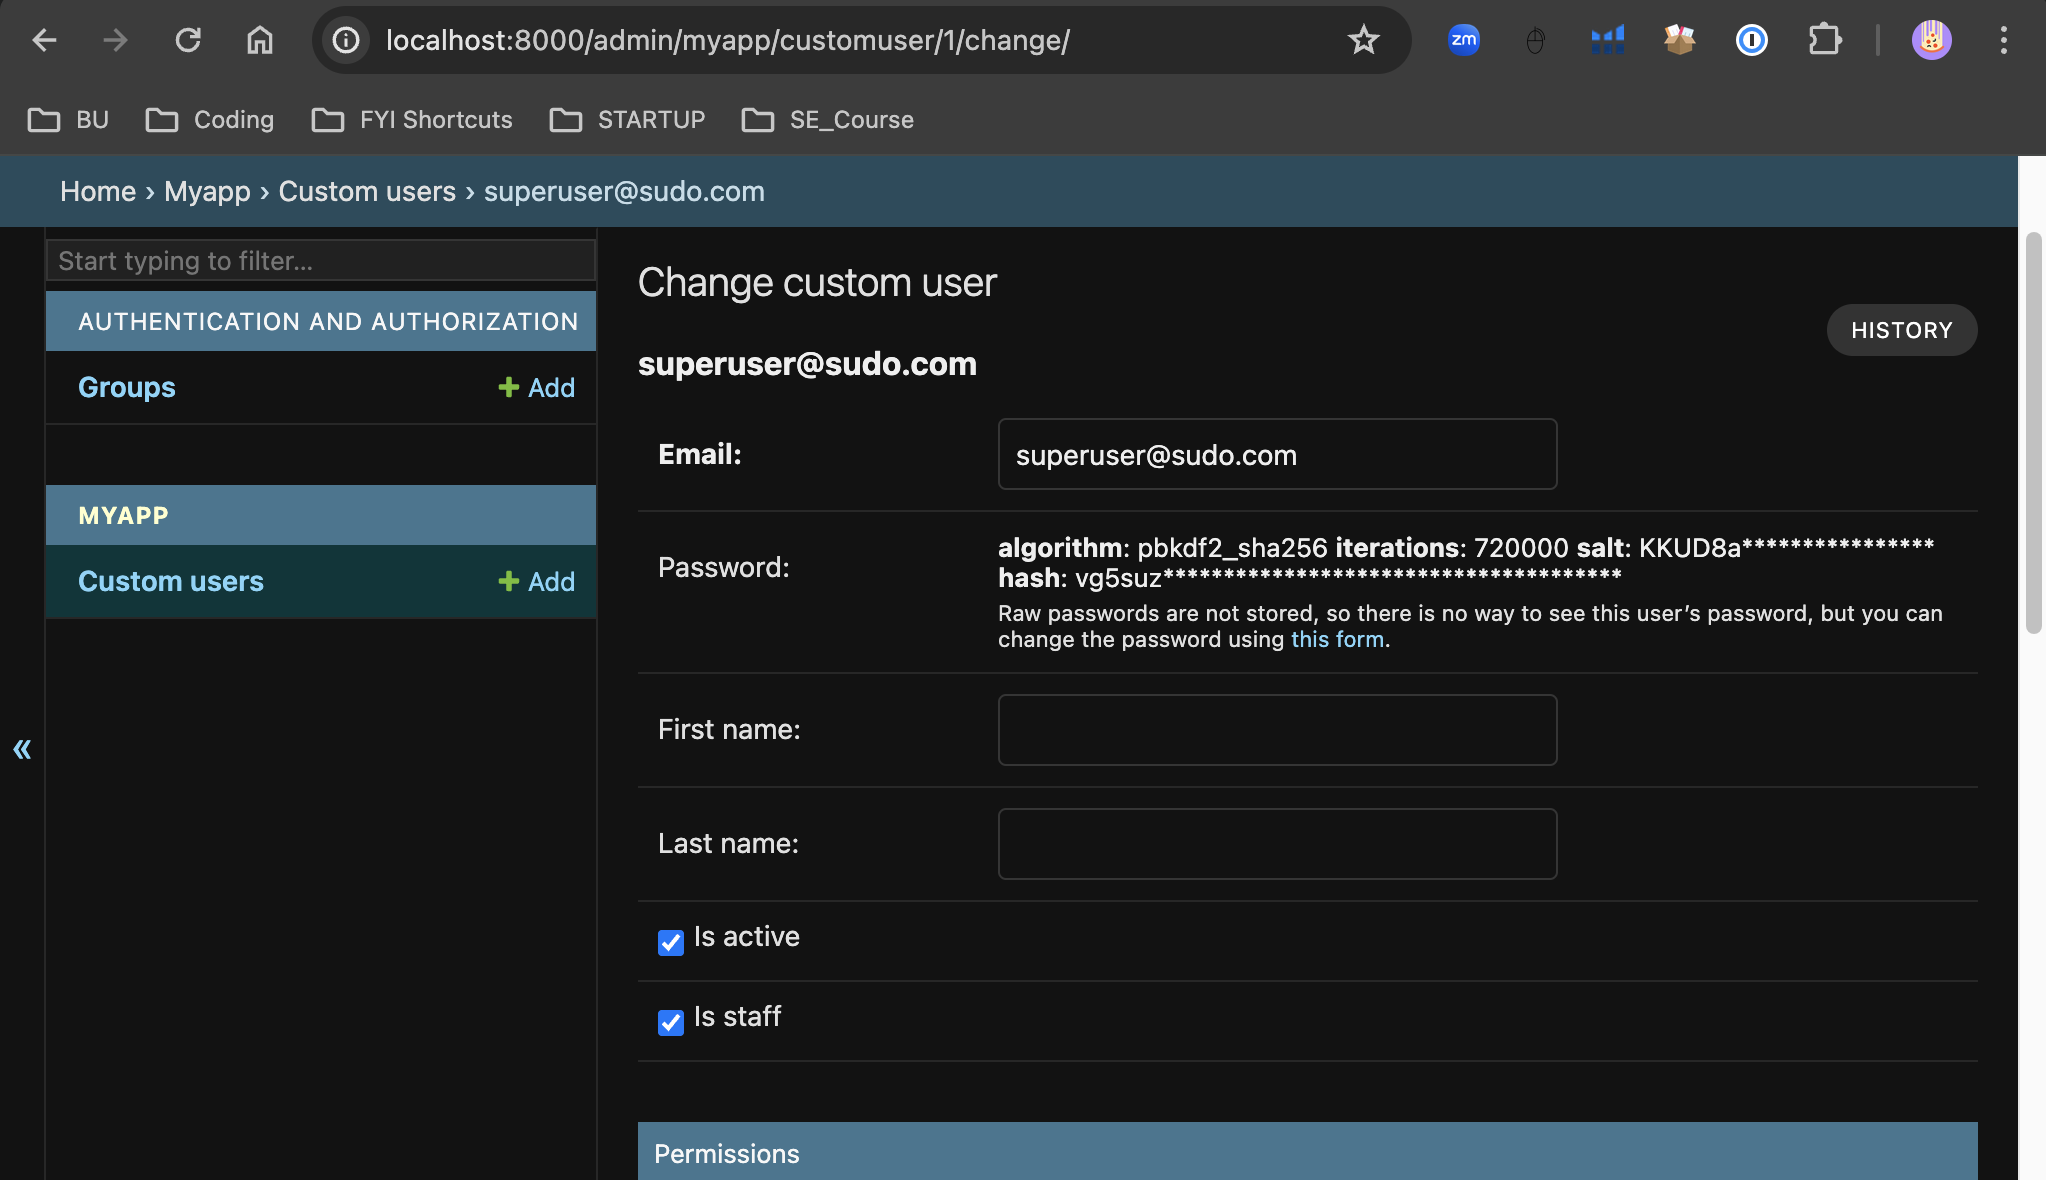 localhost:8000/admin/myapp/customuser/1/change/
zm
BU Coding FYI Shortcuts STARTUP SE_Course
Home › Myapp › Custom users › superuser@sudo.com
Start typing to filter...
AUTHENTICATION AND AUTHORIZATION
Groups + Add
MYAPP
Custom users + Add
«
Change custom user
HISTORY
superuser@sudo.com
Email: superuser@sudo.com
Password:
algorithm: pbkdf2_sha256 iterations: 720000 salt: KKUD8a****************
hash: vg5suz**************************************
Raw passwords are not stored, so there is no way to see this user’s password, but you can
change the password using this form.
First name:
Last name:
Is active
Is staff
Permissions